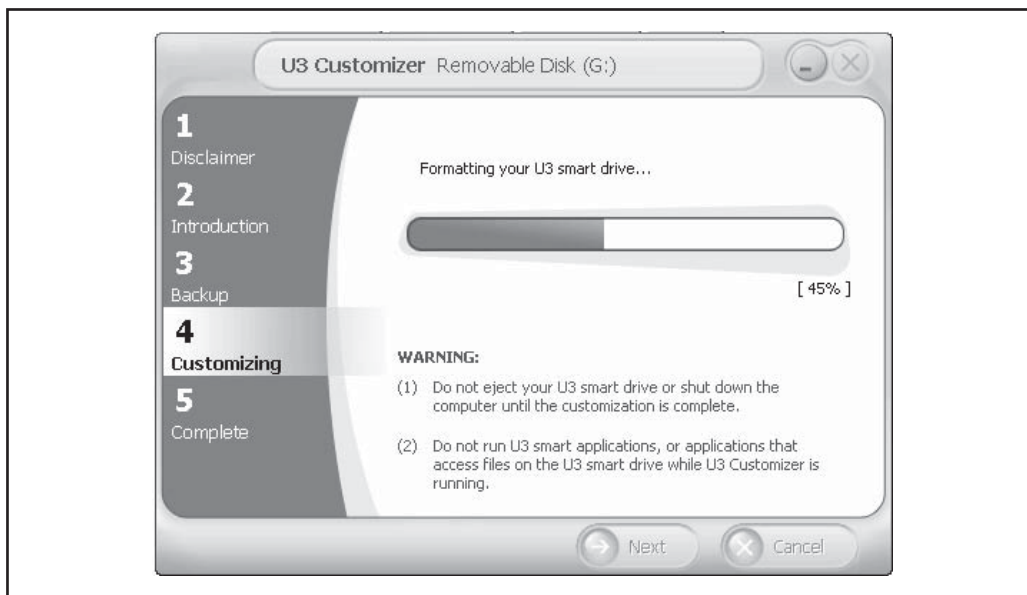 U3 Customizer Removable Disk (G:)
1
Disclaimer
2
Introduction
3
Backup
4
Customizing
5
Complete
Formatting your U3 smart drive...
[ 45% ]
WARNING:
(1) Do not eject your U3 smart drive or shut down the
computer until the customization is complete.
(2) Do not run U3 smart applications, or applications that
access files on the U3 smart drive while U3 Customizer is
running.
Next
Cancel